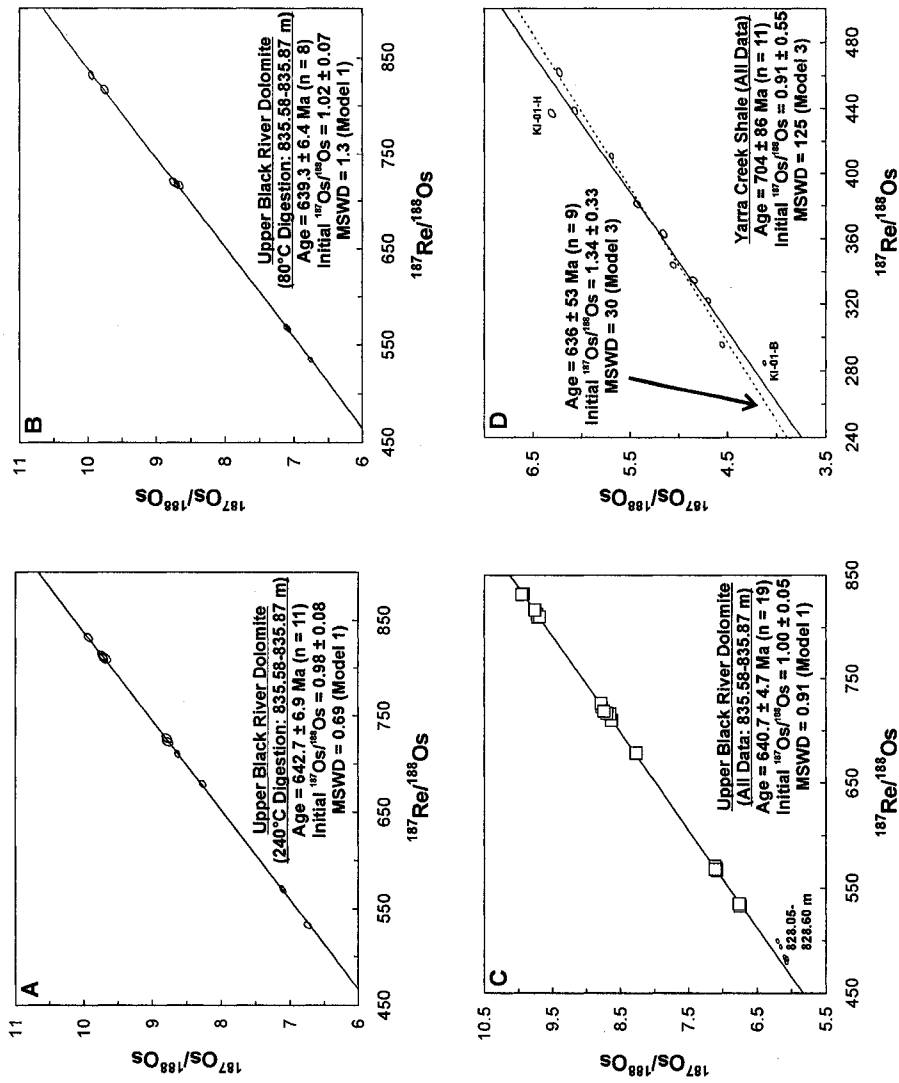 A
11
10
9
8
7
6
¹⁸⁷Os/¹⁸⁸Os
Upper Black River Dolomite
(240°C Digestion: 835.58-835.87 m)
Age = 642.7 ± 6.9 Ma (n = 11)
Initial ¹⁸⁷Os/¹⁸⁸Os = 0.98 ± 0.08
MSWD = 0.69 (Model 1)
450 550 650 750 850
¹⁸⁷Re/¹⁸⁸Os
B
11
10
9
8
7
6
¹⁸⁷Os/¹⁸⁸Os
Upper Black River Dolomite
(80°C Digestion: 835.58-835.87 m)
Age = 639.3 ± 6.4 Ma (n = 8)
Initial ¹⁸⁷Os/¹⁸⁸Os = 1.02 ± 0.07
MSWD = 1.3 (Model 1)
450 550 650 750 850
¹⁸⁷Re/¹⁸⁸Os
C
10.5
9.5
8.5
7.5
6.5
5.5
¹⁸⁷Os/¹⁸⁸Os
828.05-
828.60 m
Upper Black River Dolomite
(All Data: 835.58-835.87 m)
Age = 640.7 ± 4.7 Ma (n = 19)
Initial ¹⁸⁷Os/¹⁸⁸Os = 1.00 ± 0.05
MSWD = 0.91 (Model 1)
450 550 650 750 850
¹⁸⁷Re/¹⁸⁸Os
D
6.5
5.5
4.5
3.5
¹⁸⁷Os/¹⁸⁸Os
KI-01-H
Age = 636 ± 53 Ma (n = 9)
Initial ¹⁸⁷Os/¹⁸⁸Os = 1.34 ± 0.33
MSWD = 30 (Model 3)
KI-01-B
Yarra Creek Shale (All Data)
Age = 704 ± 86 Ma (n = 11)
Initial ¹⁸⁷Os/¹⁸⁸Os = 0.91 ± 0.55
MSWD = 125 (Model 3)
240 280 320 360 400 440 480
¹⁸⁷Re/¹⁸⁸Os